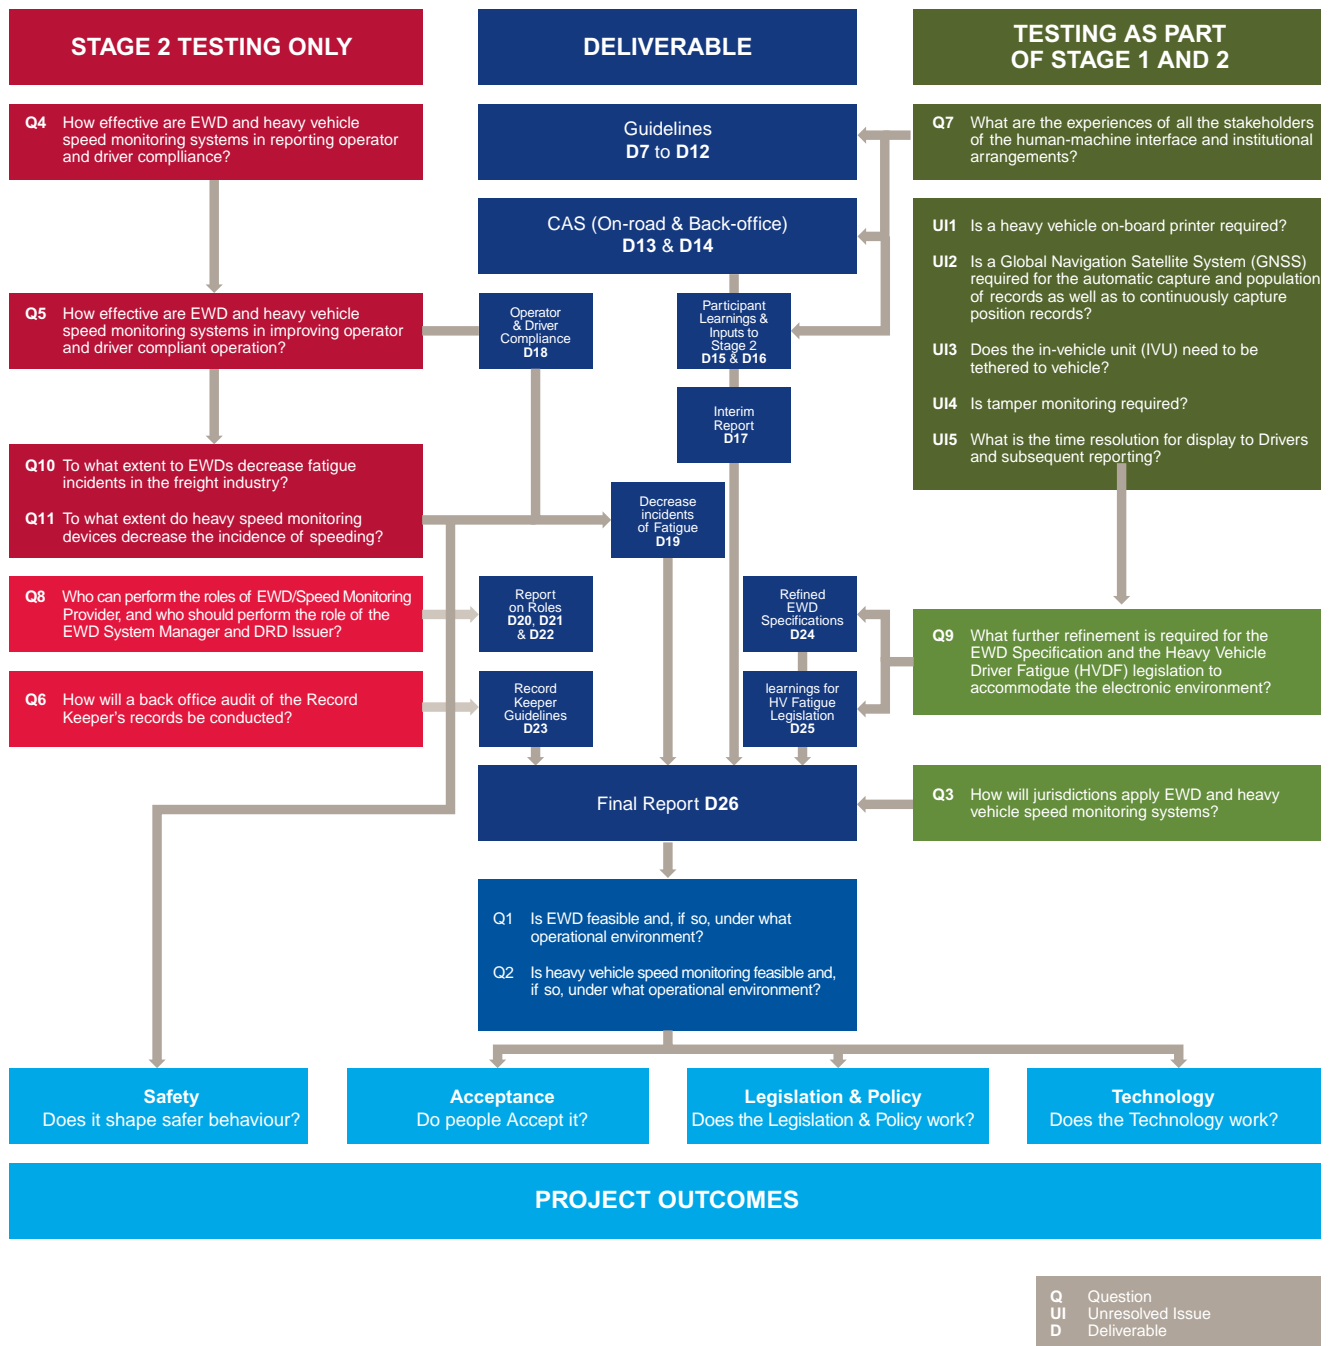 STAGE 2 TESTING ONLY
DELIVERABLE
TESTING AS PART
OF STAGE 1 AND 2
Q4 How effective are EWD and heavy vehicle
speed monitoring systems in reporting operator
and driver complliance?
Guidelines
D7 to D12
Q7 What are the experiences of all the stakeholders
of the human-machine interface and institutional
arrangements?
CAS (On-road & Back-office)
D13 & D14
UI1 Is a heavy vehicle on-board printer required?
UI2 Is a Global Navigation Satellite System (GNSS)
required for the automatic capture and population
of records as well as to continuously capture
position records?
UI3 Does the in-vehicle unit (IVU) need to be
tethered to vehicle?
UI4 Is tamper monitoring required?
UI5 What is the time resolution for display to Drivers
and subsequent reporting?
Q5 How effective are EWD and heavy vehicle
speed monitoring systems in improving operator
and driver compliant operation?
Operator
& Driver
Compliance
D18
Participant
Learnings &
Inputs to
Stage 2
D15 & D16
Interim
Report
D17
Q10 To what extent to EWDs decrease fatigue
incidents in the freight industry?
Q11 To what extent do heavy speed monitoring
devices decrease the incidence of speeding?
Decrease
incidents
of Fatigue
D19
Q8 Who can perform the roles of EWD/Speed Monitoring
Provider, and who should perform the role of the
EWD System Manager and DRD Issuer?
Report
on Roles
D20, D21
& D22
Refined
EWD
Specifications
D24
Q9 What further refinement is required for the
EWD Specification and the Heavy Vehicle
Driver Fatigue (HVDF) legislation to
accommodate the electronic environment?
Q6 How will a back office audit of the Record
Keeper's records be conducted?
Record
Keeper
Guidelines
D23
learnings for
HV Fatigue
Legislation
D25
Final Report D26
Q3 How will jurisdictions apply EWD and heavy
vehicle speed monitoring systems?
Q1 Is EWD feasible and, if so, under what
operational environment?
Q2 Is heavy vehicle speed monitoring feasible and,
if so, under what operational environment?
Safety
Does it shape safer behaviour?
Acceptance
Do people Accept it?
Legislation & Policy
Does the Legislation & Policy work?
Technology
Does the Technology work?
PROJECT OUTCOMES
Q Question
UI Unresolved Issue
D Deliverable